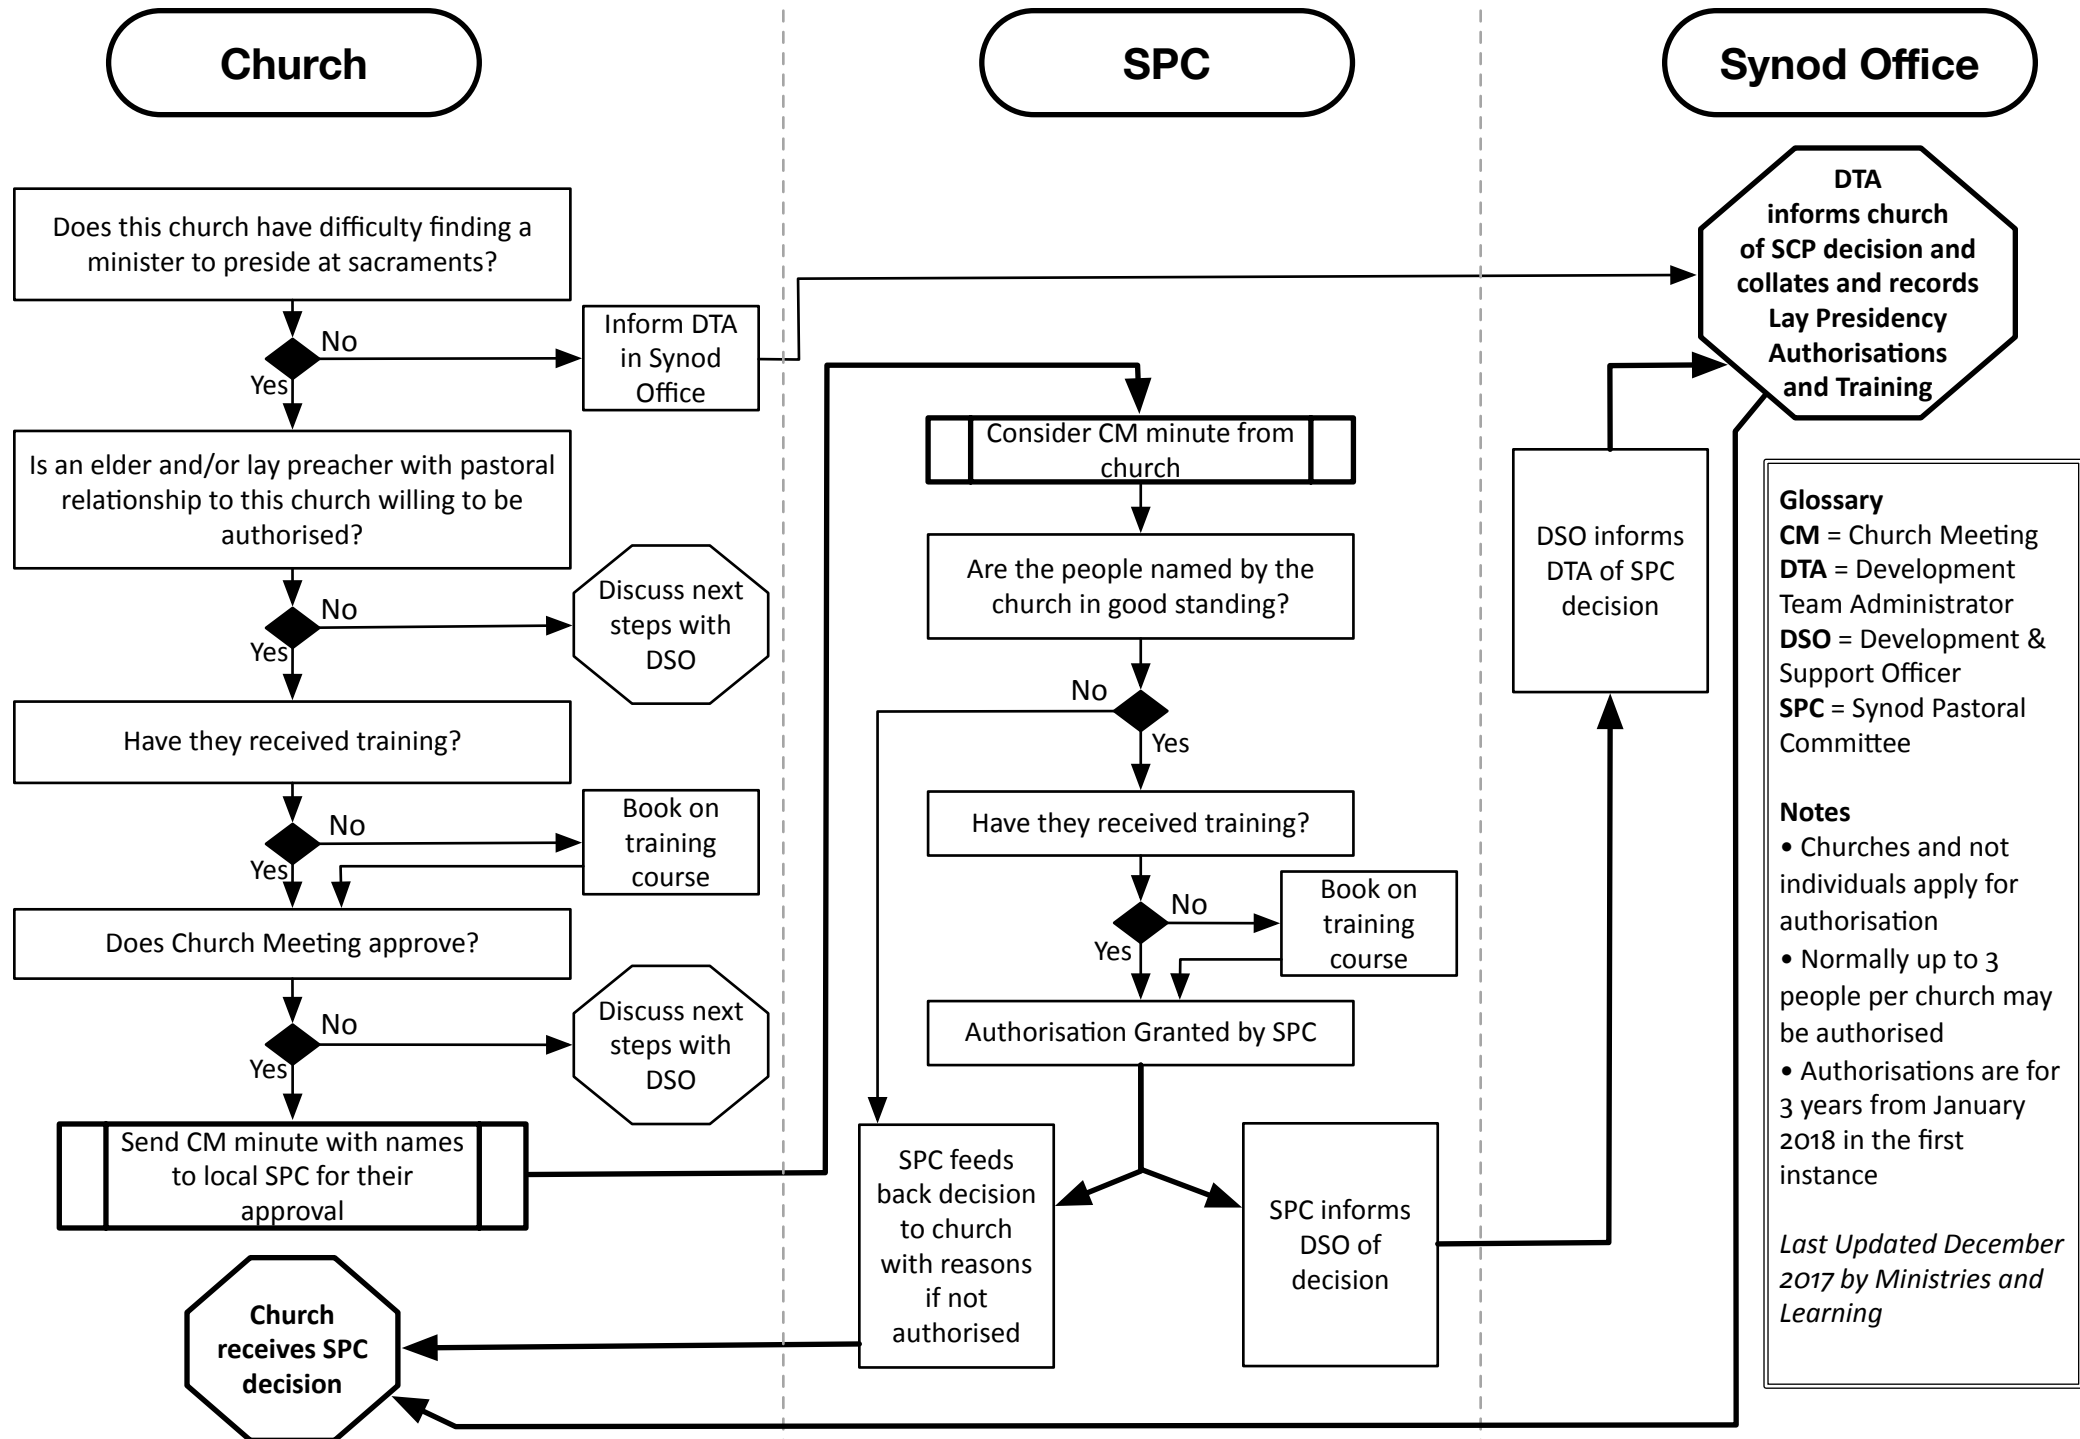 Church
SPC
Synod Office
Does this church have difficulty finding a
minister to preside at sacraments?
No
Yes
Inform DTA
in Synod
Office
Is an elder and/or lay preacher with pastoral
relationship to this church willing to be
authorised?
No
Yes
Discuss next
steps with
DSO
Have they received training?
No
Yes
Book on
training
course
Does Church Meeting approve?
No
Yes
Discuss next
steps with
DSO
Send CM minute with names
to local SPC for their
approval
Church
receives SPC
decision
Consider CM minute from
church
Are the people named by the
church in good standing?
No
Yes
Have they received training?
No
Yes
Book on
training
course
Authorisation Granted by SPC
SPC feeds
back decision
to church
with reasons
if not
authorised
SPC informs
DSO of
decision
DTA
informs church
of SCP decision and
collates and records
Lay Presidency
Authorisations
and Training
DSO informs
DTA of SPC
decision
Glossary
CM = Church Meeting
DTA = Development
Team Administrator
DSO = Development &
Support Officer
SPC = Synod Pastoral
Committee
Notes
• Churches and not
individuals apply for
authorisation
• Normally up to 3
people per church may
be authorised
• Authorisations are for
3 years from January
2018 in the first
instance
Last Updated December
2017 by Ministries and
Learning